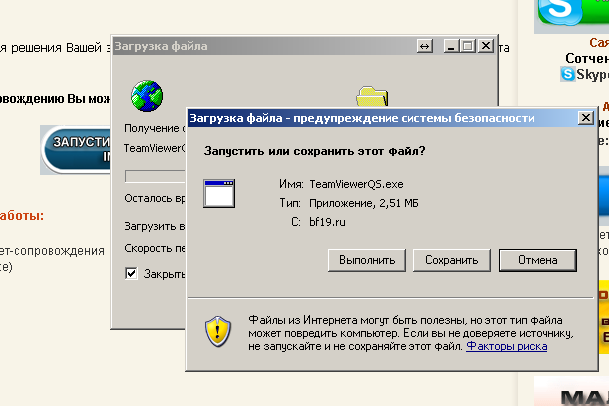 я решения Вашей з
Загрузка файла
та
вождению Вы мож
Получение
TeamViewerQ
Осталось вр
Загрузить в
Скорость пе
Закрыть
ЗАПУСТИ
аботы:
ет-сопровождения
Загрузка файла - предупреждение системы безопасности
Запустить или сохранить этот файл?
Имя: TeamViewerQS.exe
Тип: Приложение, 2,51 МБ
С: bf19.ru
Выполнить Сохранить Отмена
Файлы из Интернета могут быть полезны, но этот тип файла
может повредить компьютер. Если вы не доверяете источнику,
не запускайте и не сохраняйте этот файл. Факторы риска
Сая
Сотчен
Skype
МА